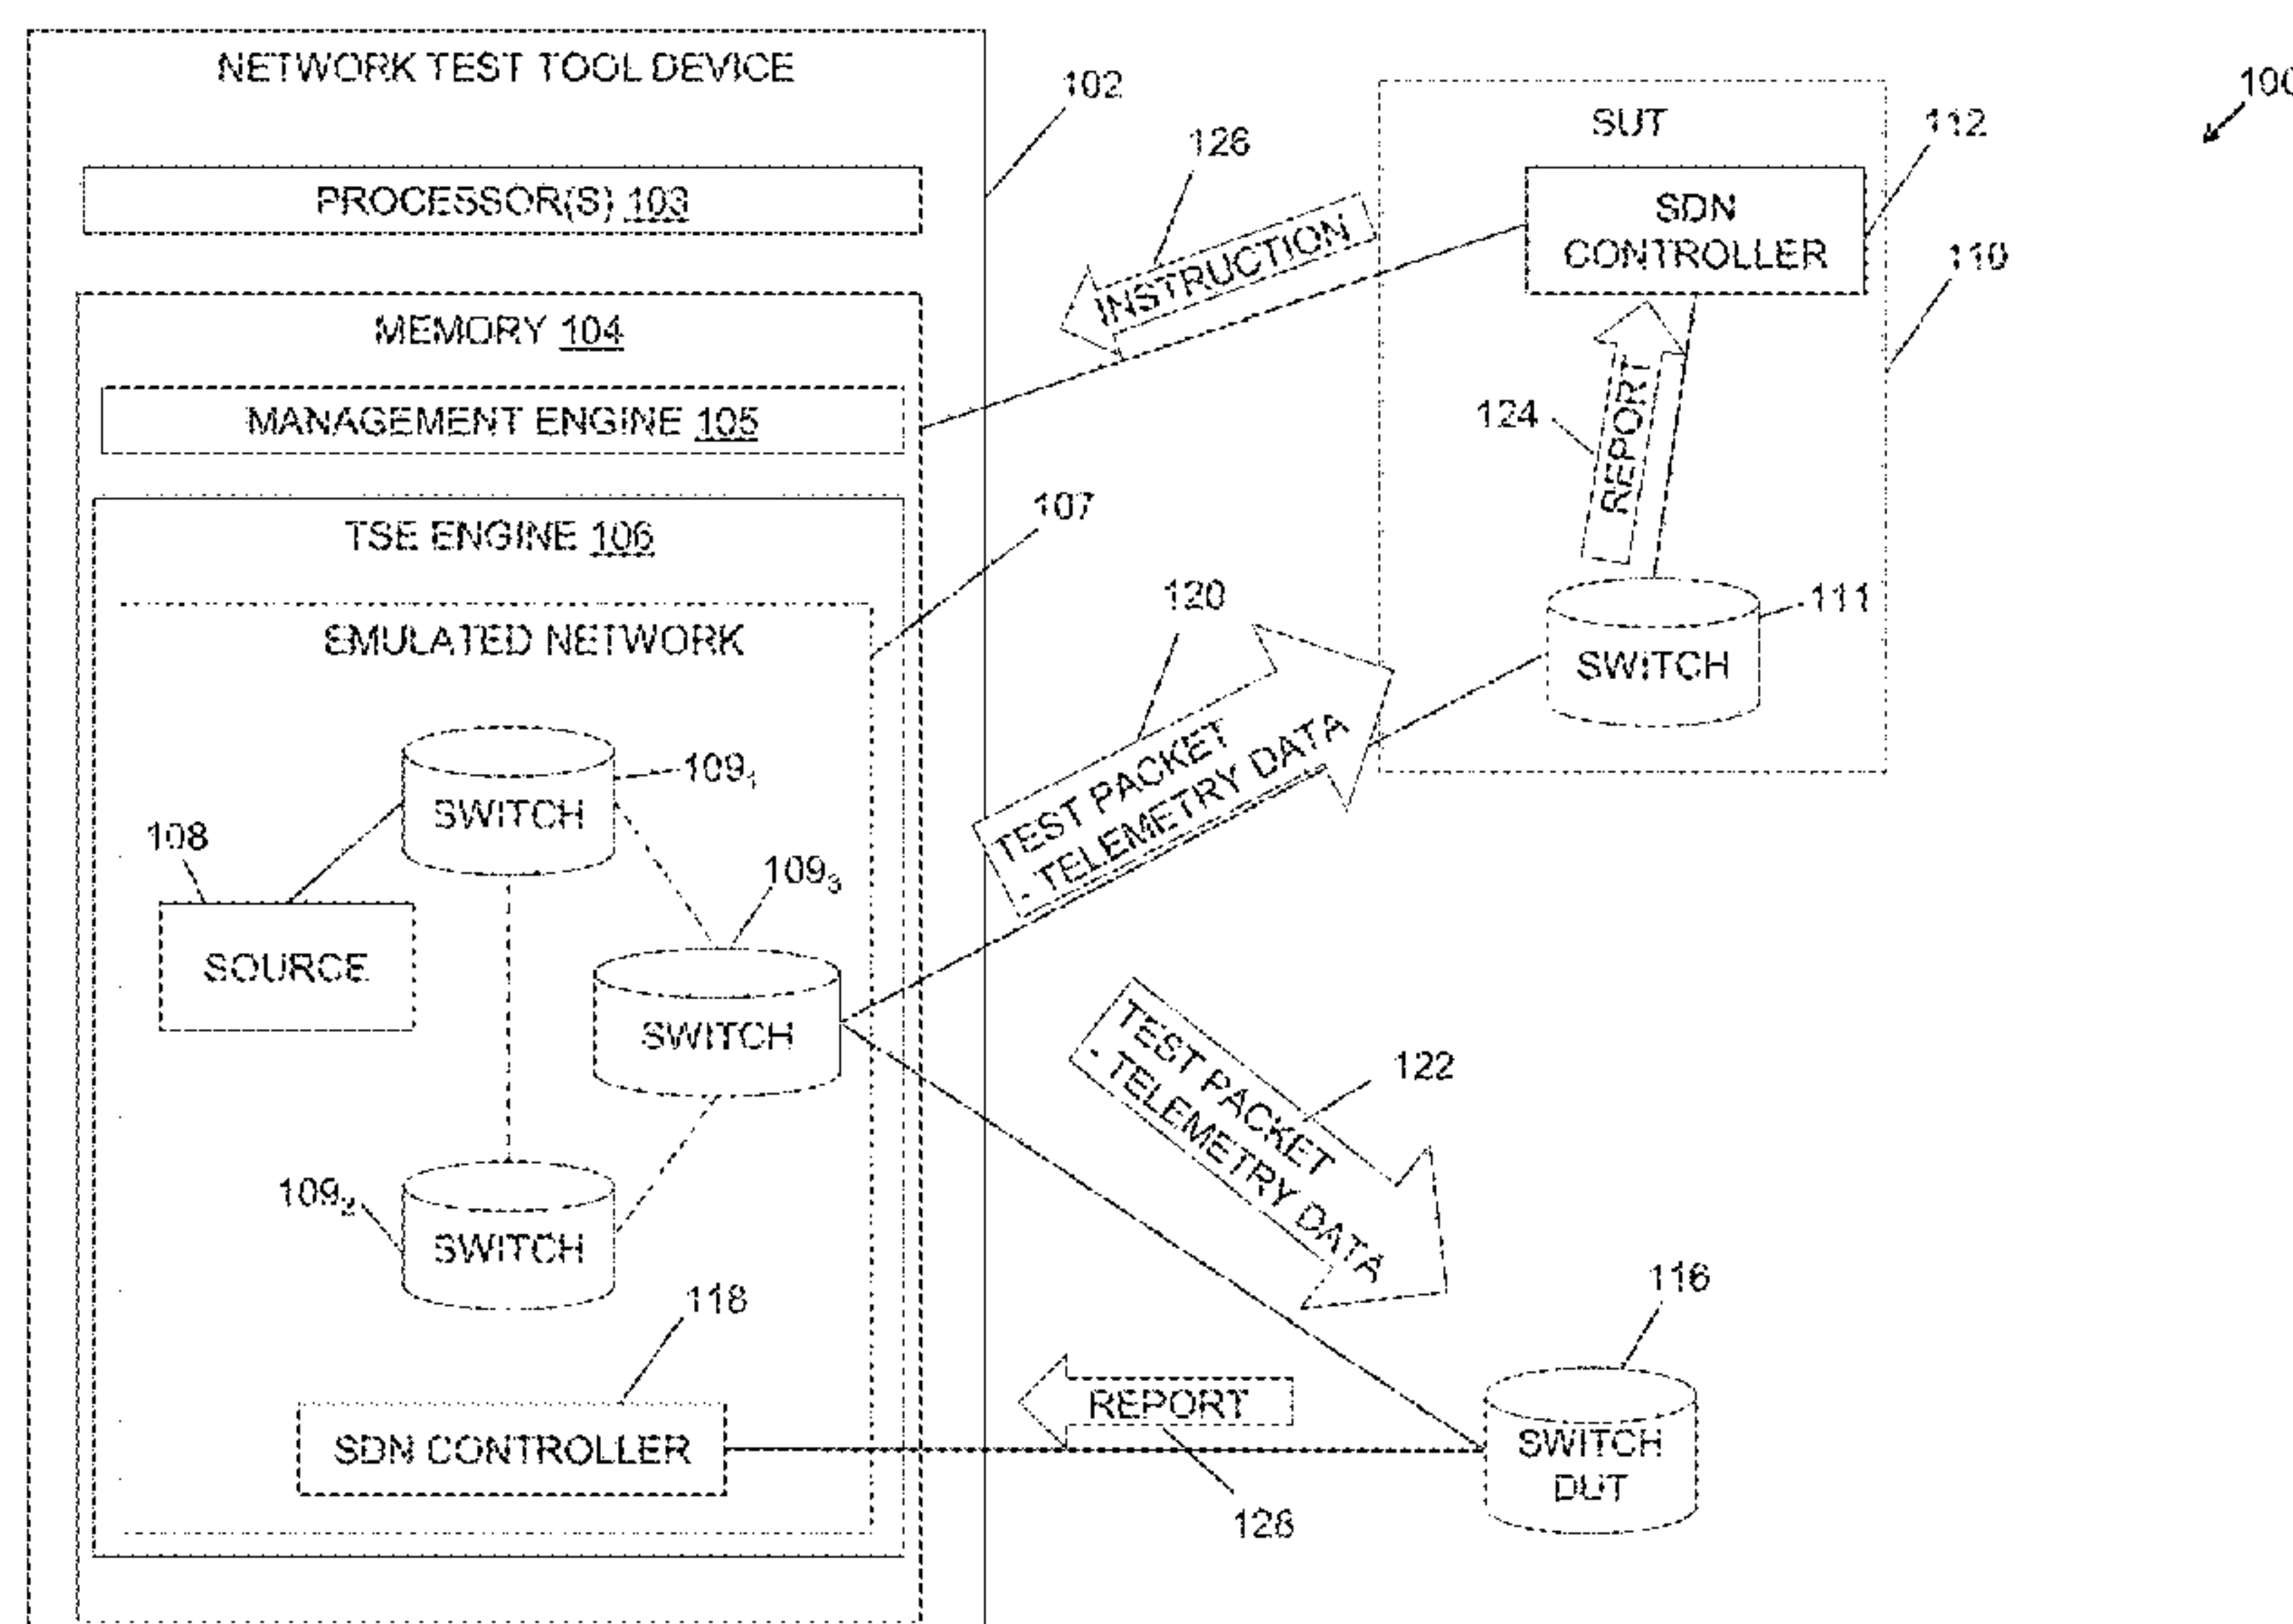 NETWORK TEST TOOL DEVICE
102
100
126
SUT
112
PROCESSOR(S) 103
SDN
CONTROLLER
INSTRUCTION
110
MEMORY 104
MANAGEMENT ENGINE 105
124
REPORT
TSE ENGINE 106
107
120
111
EMULATED NETWORK
SWITCH
109₁
SWITCH
TEST PACKET
- TELEMETRY DATA
108
109₃
SOURCE
SWITCH
TEST PACKET
- TELEMETRY DATA
122
109₂
SWITCH
118
116
REPORT
SDN CONTROLLER
SWITCH
DUT
128